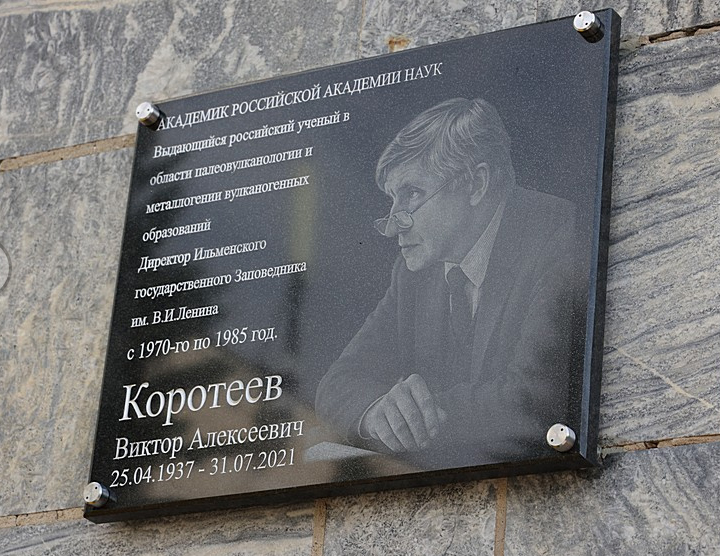 АКАДЕМИК РОССИЙСКОЙ АКАДЕМИИ НАУК
Выдающийся российский ученый в
области палеовулканологии и
металлогении вулканогенных
образований
Директор Ильменского
государственного Заповедника
им. В.И.Ленина
с 1970-го по 1985 год.
Коротеев
Виктор Алексеевич
25.04.1937 - 31.07.2021